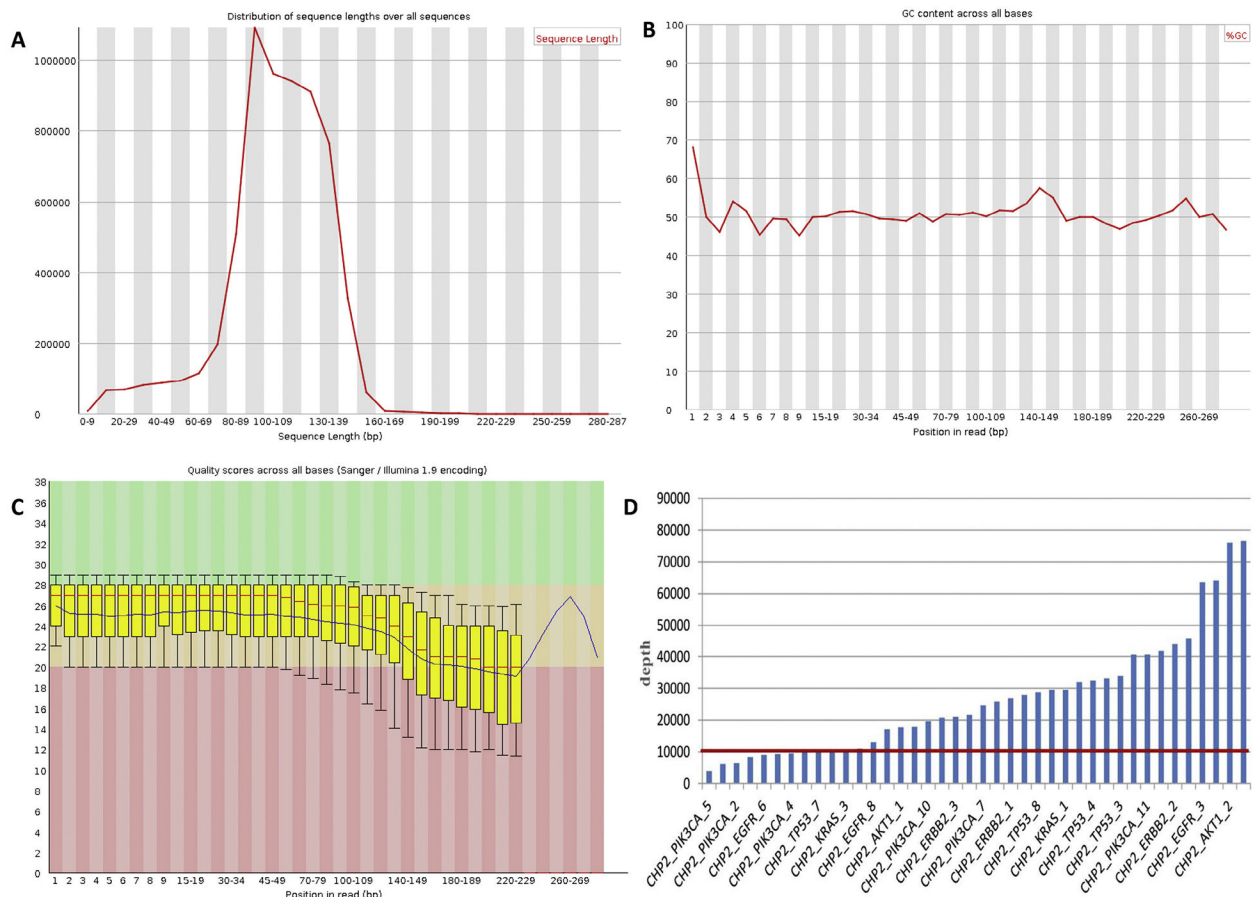 A
Distribution of sequence lengths over all sequences
Sequence Length
1000000
800000
600000
400000
200000
0
0-9 20-29 40-49 60-69 80-89 100-109 130-139 160-169 190-199 220-229 250-259 280-287
Sequence Length (bp)
B
GC content across all bases
%GC
100
90
80
70
60
50
40
30
20
10
0
1 2 3 4 5 6 7 8 9 15-19 30-34 45-49 70-79 100-109 140-149 180-189 220-229 260-269
Position in read (bp)
C
Quality scores across all bases (Sanger / Illumina 1.9 encoding)
38
36
34
32
30
28
26
24
22
20
18
16
14
12
10
8
6
4
2
0
1 2 3 4 5 6 7 8 9 15-19 30-34 45-49 70-79 100-109 140-149 180-189 220-229 260-269
Position in read (bp)
D
depth
90000
80000
70000
60000
50000
40000
30000
20000
10000
0
CHP2_PIK3CA_5
CHP2_PIK3CA_2
CHP2_EGFR_6
CHP2_PIK3CA_4
CHP2_TP53_7
CHP2_KRAS_3
CHP2_EGFR_8
CHP2_AKT1_1
CHP2_PIK3CA_10
CHP2_ERBB2_3
CHP2_PIK3CA_7
CHP2_ERBB2_1
CHP2_TP53_8
CHP2_KRAS_1
CHP2_TP53_4
CHP2_TP53_3
CHP2_PIK3CA_11
CHP2_ERBB2_2
CHP2_EGFR_3
CHP2_AKT1_2